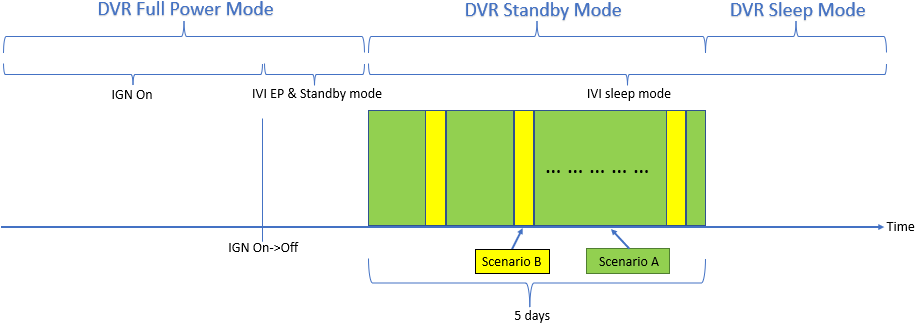 DVR Full Power Mode
DVR Standby Mode
DVR Sleep Mode
IGN On
IVI EP & Standby mode
IVI sleep mode
... ... ... ... ...
Time
IGN On->Off
Scenario B
Scenario A
5 days